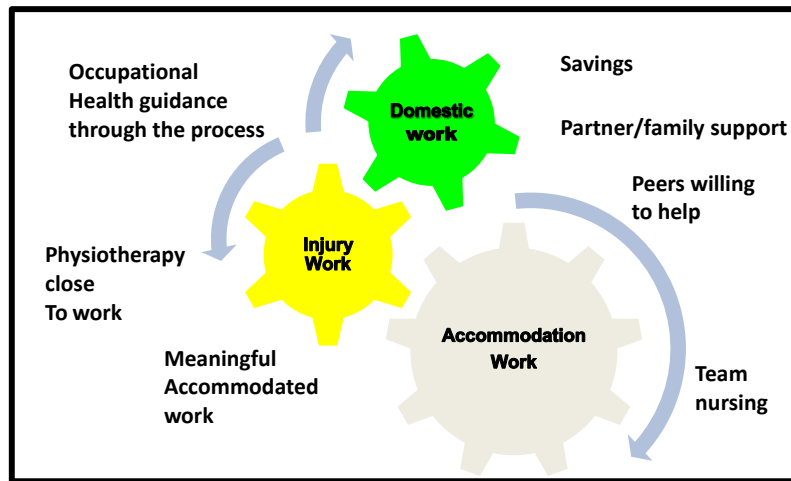 Occupational
Health guidance
through the process
Domestic
work
Savings
Partner/family support
Peers willing
to help
Injury
Work
Physiotherapy
close
To work
Accommodation
Work
Meaningful
Accommodated
work
Team
nursing